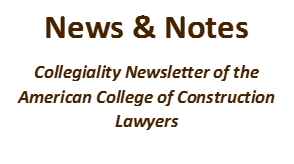 News & Notes
Collegiality Newsletter of the
American College of Construction
Lawyers